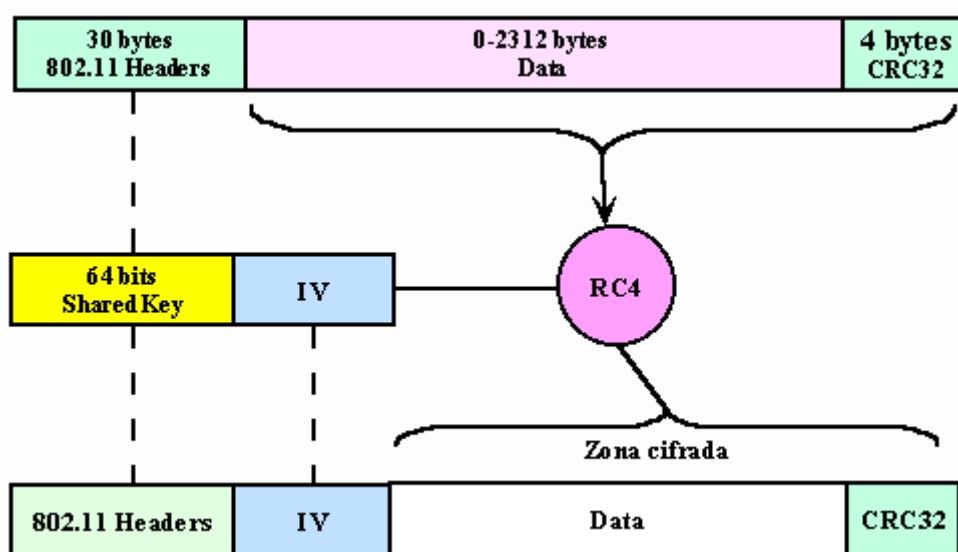 30 bytes
802.11 Headers
0-2312 bytes
Data
4 bytes
CRC32
64 bits
Shared Key
IV
RC4
Zona cifrada
802.11 Headers
IV
Data
CRC32